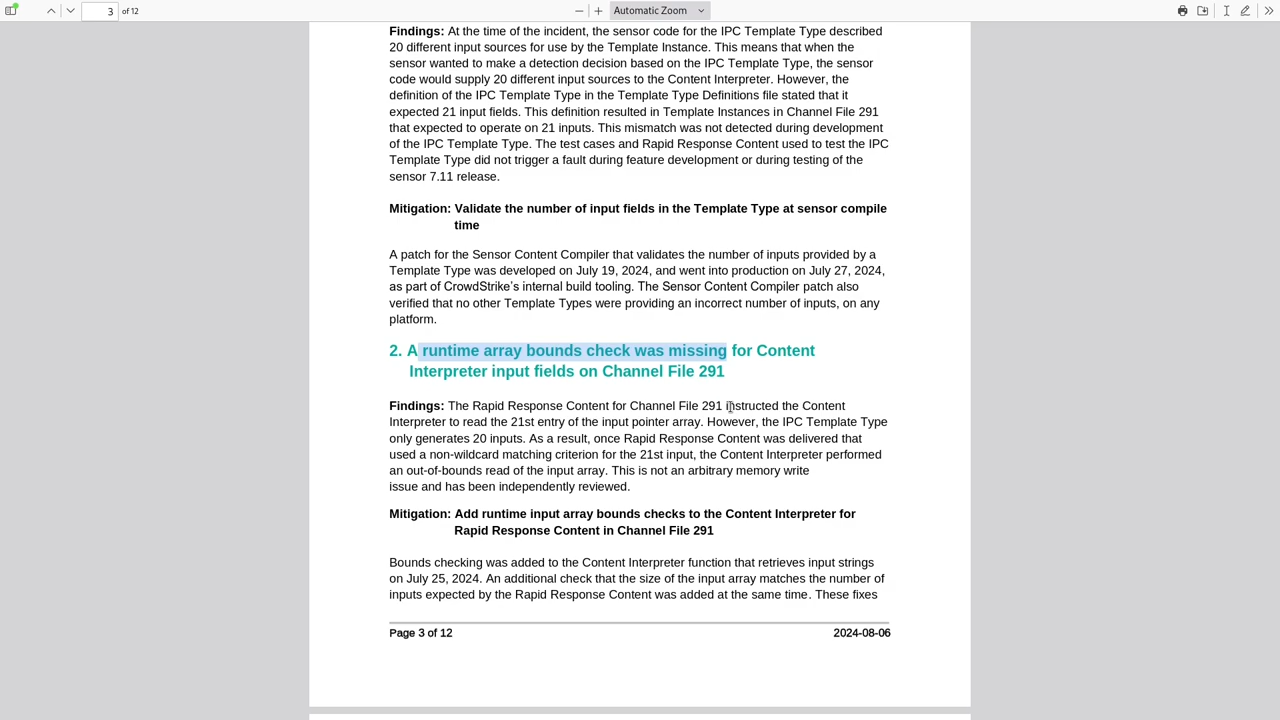 3
of 12
Automatic Zoom
Findings: At the time of the incident, the sensor code for the IPC Template Type described
20 different input sources for use by the Template Instance. This means that when the
sensor wanted to make a detection decision based on the IPC Template Type, the sensor
code would supply 20 different input sources to the Content Interpreter. However, the
definition of the IPC Template Type in the Template Type Definitions file stated that it
expected 21 input fields. This definition resulted in Template Instances in Channel File 291
that expected to operate on 21 inputs. This mismatch was not detected during development
of the IPC Template Type. The test cases and Rapid Response Content used to test the IPC
Template Type did not trigger a fault during feature development or during testing of the
sensor 7.11 release.
Mitigation: Validate the number of input fields in the Template Type at sensor compile
time
A patch for the Sensor Content Compiler that validates the number of inputs provided by a
Template Type was developed on July 19, 2024, and went into production on July 27, 2024,
as part of CrowdStrike's internal build tooling. The Sensor Content Compiler patch also
verified that no other Template Types were providing an incorrect number of inputs, on any
platform.
2. A runtime array bounds check was missing for Content
Interpreter input fields on Channel File 291
Findings: The Rapid Response Content for Channel File 291 instructed the Content
Interpreter to read the 21st entry of the input pointer array. However, the IPC Template Type
only generates 20 inputs. As a result, once Rapid Response Content was delivered that
used a non-wildcard matching criterion for the 21st input, the Content Interpreter performed
an out-of-bounds read of the input array. This is not an arbitrary memory write
issue and has been independently reviewed.
Mitigation: Add runtime input array bounds checks to the Content Interpreter for
Rapid Response Content in Channel File 291
Bounds checking was added to the Content Interpreter function that retrieves input strings
on July 25, 2024. An additional check that the size of the input array matches the number of
inputs expected by the Rapid Response Content was added at the same time. These fixes
Page 3 of 12
2024-08-06